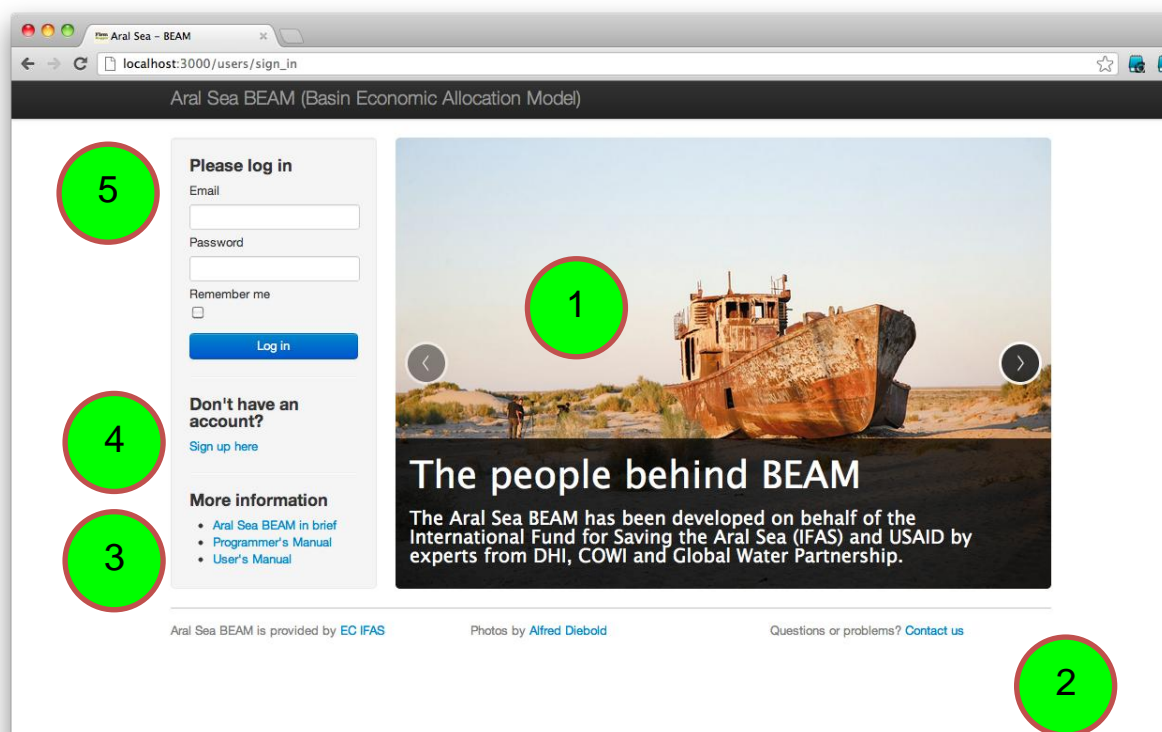 Aral Sea – BEAM
localhost:3000/users/sign_in
Aral Sea BEAM (Basin Economic Allocation Model)
5
Please log in
Email
Password
Remember me
Log in
4
Don't have an
account?
Sign up here
3
More information
Aral Sea BEAM in brief
Programmer's Manual
User's Manual
1
The people behind BEAM
The Aral Sea BEAM has been developed on behalf of the
International Fund for Saving the Aral Sea (IFAS) and USAID by
experts from DHI, COWI and Global Water Partnership.
Aral Sea BEAM is provided by EC IFAS
Photos by Alfred Diebold
Questions or problems? Contact us
2